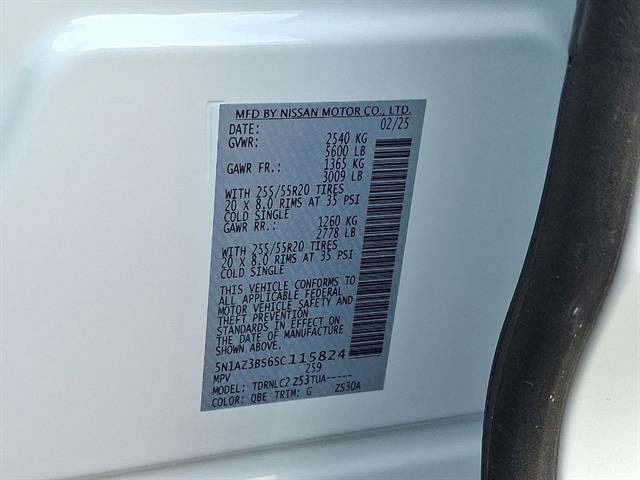 MFD BY NISSAN MOTOR CO., LTD.
DATE: 02/25
GVWR: 2540 KG
5600 LB
GAWR FR.: 1365 KG
3009 LB
WITH 255/55R20 TIRES
20 X 8.0 RIMS AT 35 PSI
COLD SINGLE
GAWR RR.: 1260 KG
2778 LB
WITH 255/55R20 TIRES
20 X 8.0 RIMS AT 35 PSI
COLD SINGLE
THIS VEHICLE CONFORMS TO
ALL APPLICABLE FEDERAL
MOTOR VEHICLE SAFETY AND
THEFT PREVENTION
STANDARDS IN EFFECT ON
THE DATE OF MANUFACTURE
SHOWN ABOVE.
5N1AZ3BS6SC115824
MPV 259
MODEL: TDRNLC2 Z53TUA-----
COLOR: QBE TRIM: G ZS30A